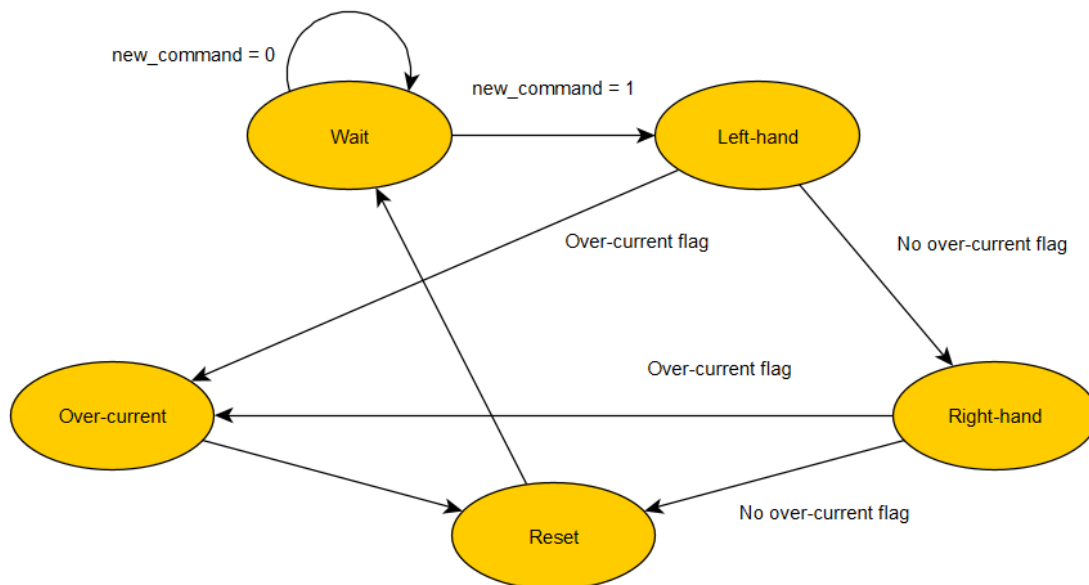 new_command = 0
new_command = 1
Wait
Left-hand
Over-current flag
No over-current flag
Over-current flag
Over-current
Right-hand
No over-current flag
Reset